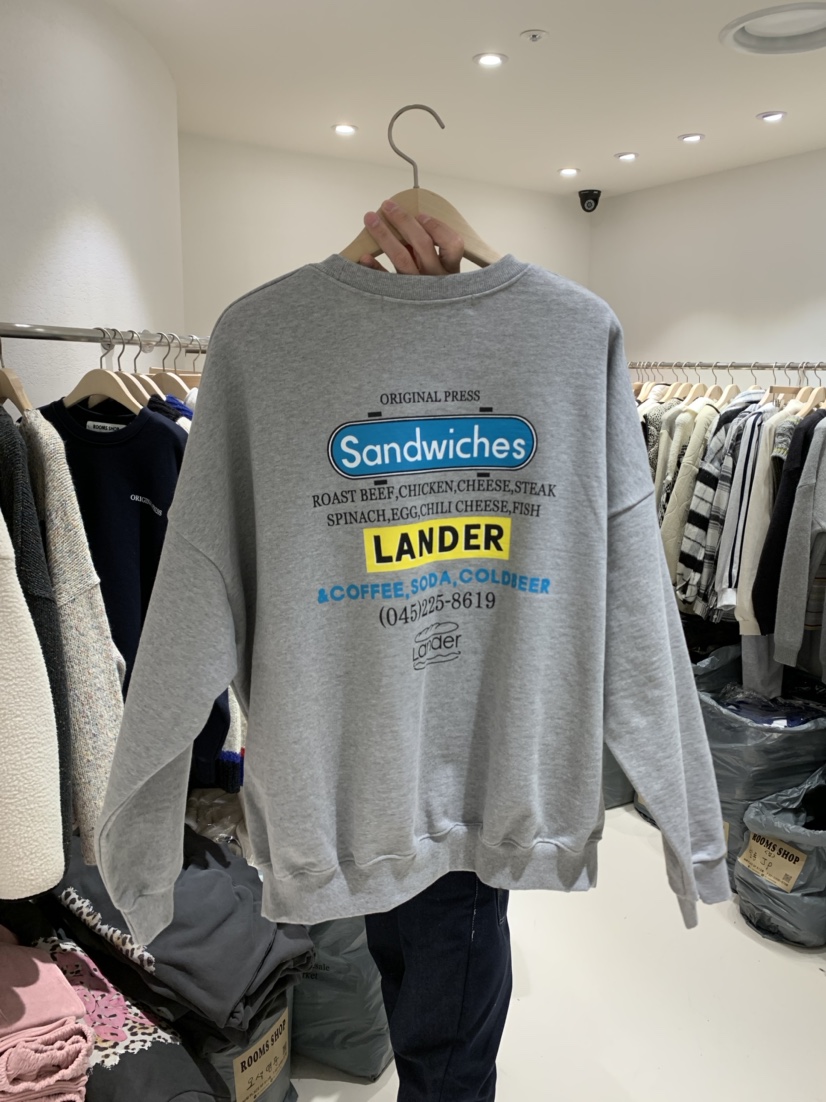 ORIGINAL PRESS
Sandwiches
ROAST BEEF,CHICKEN,CHEESE,STEAK
SPINACH,EGG,CHILI CHEESE,FISH
LANDER
&COFFEE,SODA,COLDBEER
(045)225-8619
Lander
ROOMS SHOP
ROOMS SHOP